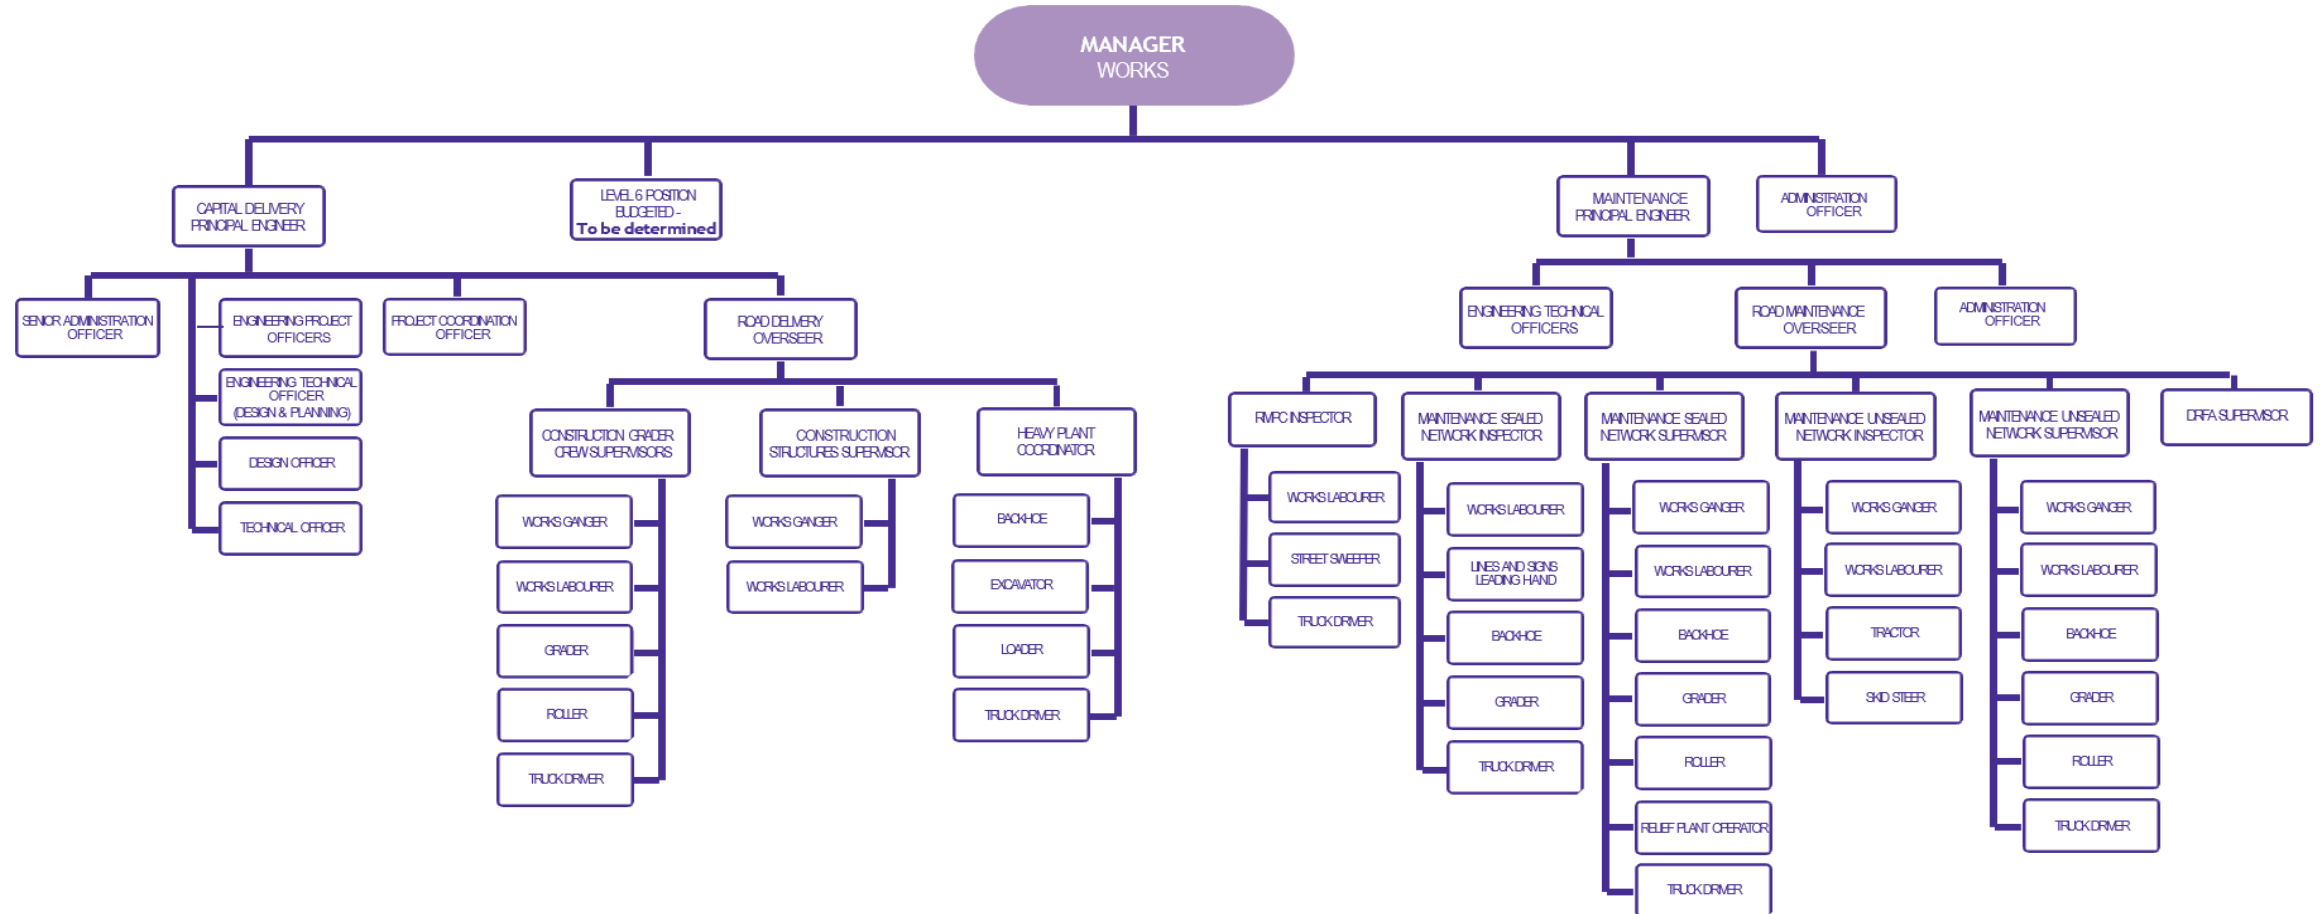 MANAGER
WORKS
CAPITAL DELIVERY
PRINCIPAL ENGINEER
LEVEL 6 POSITION
BUDGETED -
To be determined
MAINTENANCE
PRINCIPAL ENGINEER
ADMINISTRATION
OFFICER
SENIOR ADMINISTRATION
OFFICER
ENGINEERING PROJECT
OFFICERS
ENGINEERING TECHNICAL
OFFICER
(DESIGN & PLANNING)
DESIGN OFFICER
TECHNICAL OFFICER
PROJECT COORDINATION
OFFICER
ROAD DELIVERY
OVERSEER
CONSTRUCTION GRADER
CREW SUPERVISORS
WORKS GANGER
WORKS LABOURER
GRADER
ROLLER
TRUCK DRIVER
CONSTRUCTION
STRUCTURES SUPERVISOR
WORKS GANGER
WORKS LABOURER
HEAVY PLANT
COORDINATOR
BACKHOE
EXCAVATOR
LOADER
TRUCK DRIVER
ENGINEERING TECHNICAL
OFFICERS
ROAD MAINTENANCE
OVERSEER
ADMINISTRATION
OFFICER
RMPC INSPECTOR
WORKS LABOURER
STREET SWEEPER
TRUCK DRIVER
MAINTENANCE SEALED
NETWORK INSPECTOR
WORKS LABOURER
LINES AND SIGNS
LEADING HAND
BACKHOE
GRADER
TRUCK DRIVER
MAINTENANCE SEALED
NETWORK SUPERVISOR
WORKS GANGER
WORKS LABOURER
BACKHOE
GRADER
ROLLER
RELIEF PLANT OPERATOR
TRUCK DRIVER
MAINTENANCE UNSEALED
NETWORK INSPECTOR
WORKS GANGER
WORKS LABOURER
TRACTOR
SKID STEER
MAINTENANCE UNSEALED
NETWORK SUPERVISOR
WORKS GANGER
WORKS LABOURER
BACKHOE
GRADER
ROLLER
TRUCK DRIVER
DRFA SUPERVISOR